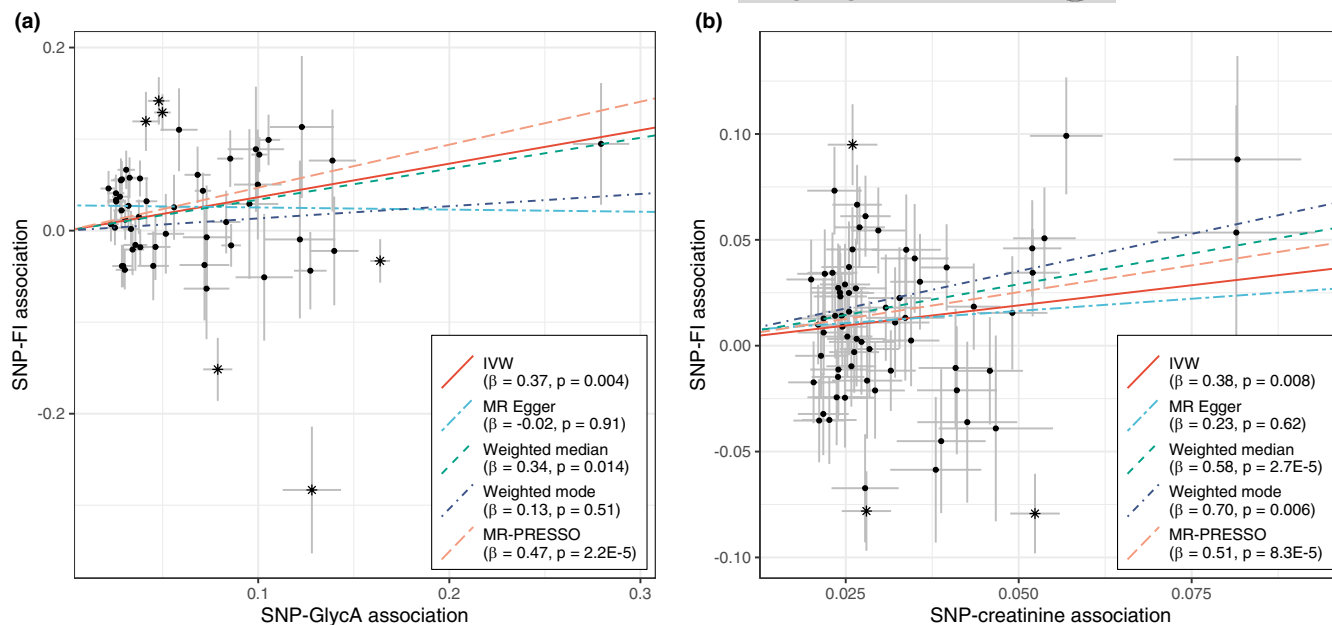 (a)
SNP-FI association
0.2
0.0
-0.2
IVW
(β = 0.37, p = 0.004)
MR Egger
(β = -0.02, p = 0.91)
Weighted median
(β = 0.34, p = 0.014)
Weighted mode
(β = 0.13, p = 0.51)
MR-PRESSO
(β = 0.47, p = 2.2E-5)
0.1
0.2
0.3
SNP-GlycA association
(b)
SNP-FI association
0.10
0.05
0.00
-0.05
-0.10
IVW
(β = 0.38, p = 0.008)
MR Egger
(β = 0.23, p = 0.62)
Weighted median
(β = 0.58, p = 2.7E-5)
Weighted mode
(β = 0.70, p = 0.006)
MR-PRESSO
(β = 0.51, p = 8.3E-5)
0.025
0.050
0.075
SNP-creatinine association